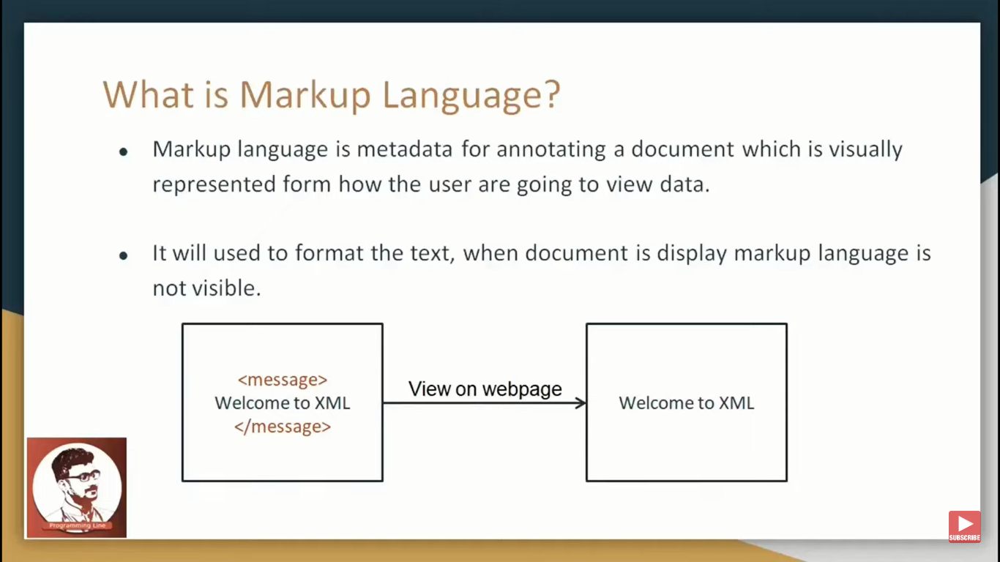 What is Markup Language?
● Markup language is metadata for annotating a document which is visually
represented form how the user are going to view data.
● It will used to format the text, when document is display markup language is
not visible.
<message>
Welcome to XML
</message>
View on webpage
Welcome to XML
Programming Line
SUBSCRIBE